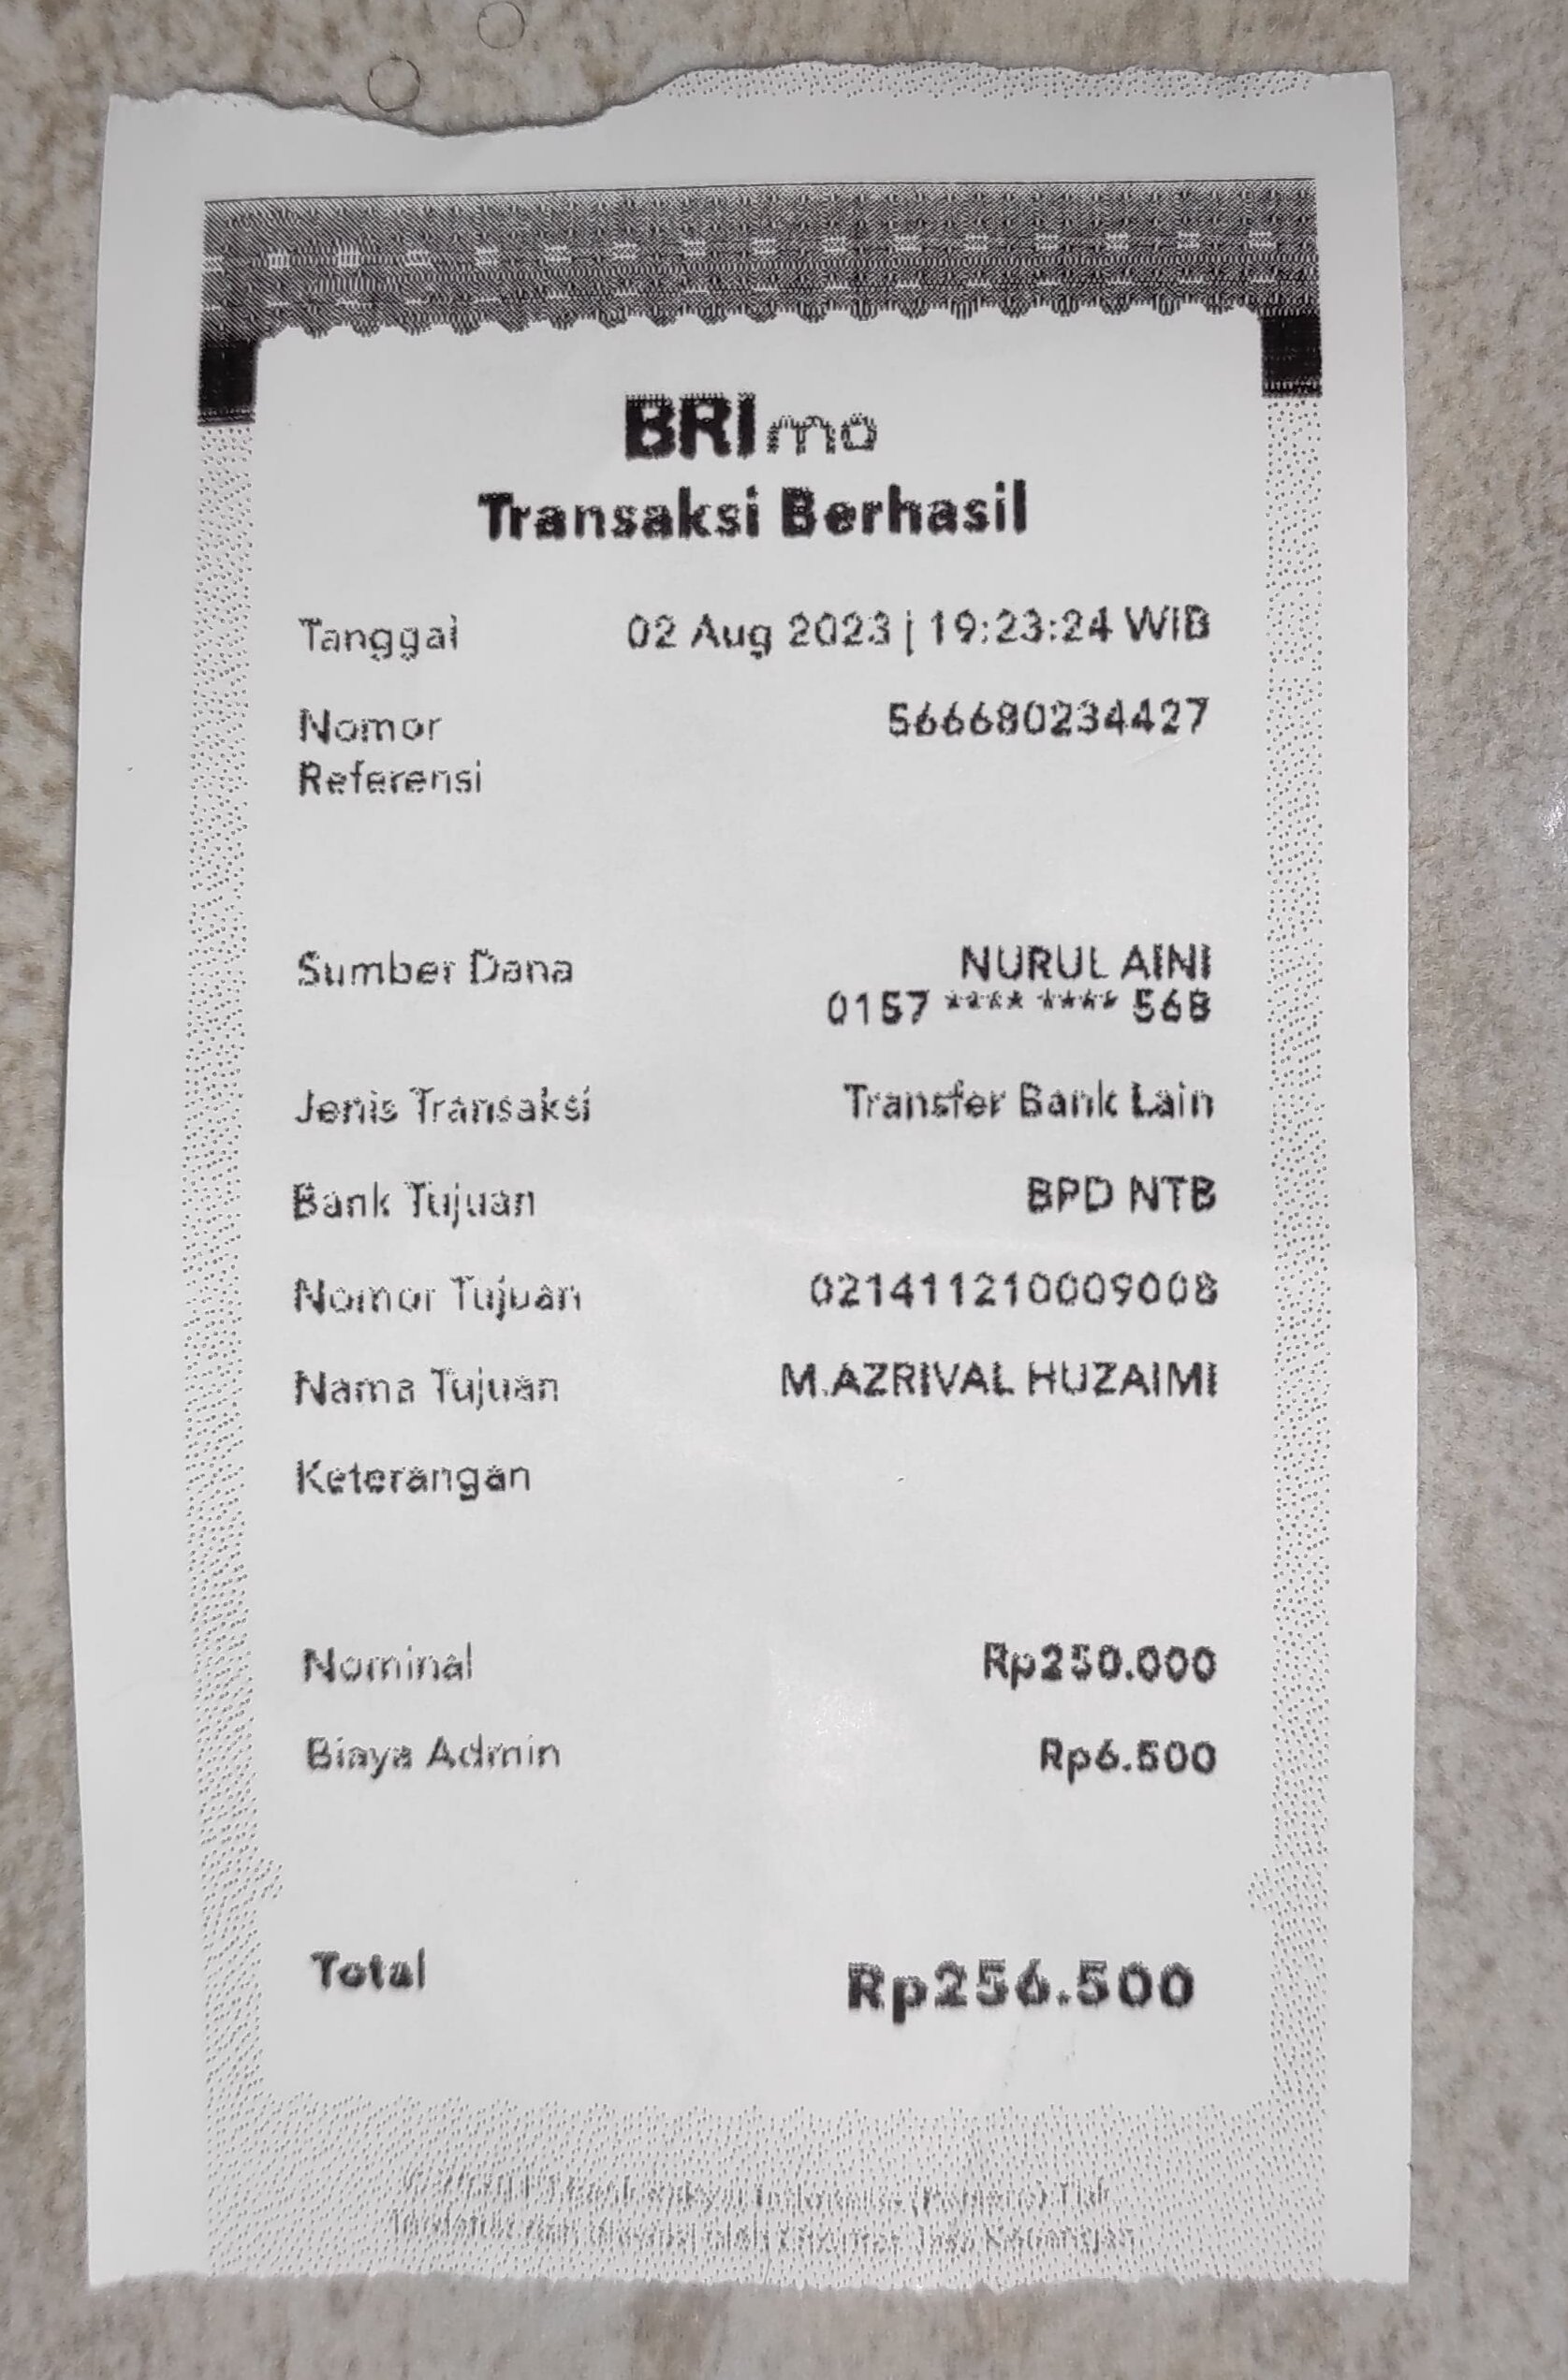 BRImo
Transaksi Berhasil
Tanggal 02 Aug 2023 | 19:23:24 WIB
Nomor Referensi 566680234427
Sumber Dana NURUL AINI
0157 **** **** 568
Jenis Transaksi Transfer Bank Lain
Bank Tujuan BPD NTB
Nomor Tujuan 021411210009008
Nama Tujuan M.AZRIVAL HUZAIMI
Keterangan
Nominal Rp250.000
Biaya Admin Rp6.500
Total Rp256.500